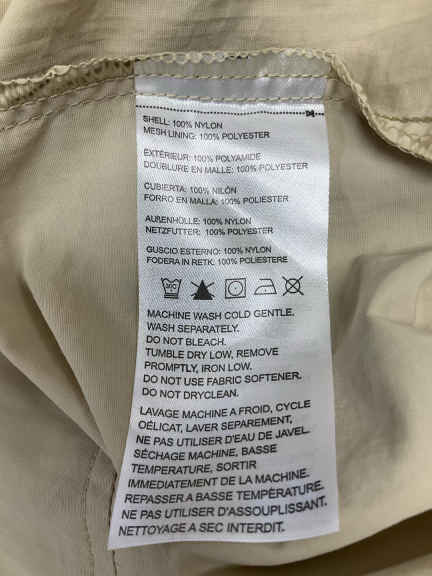 SHELL: 100% NYLON
MESH LINING: 100% POLYESTER
EXTÉRIEUR: 100% POLYAMIDE
DOUBLURE EN MALLE: 100% POLYESTER
CUBIERTA: 100% NILÓN
FORRO EN MALLA: 100% POLIESTER
AUßENHÜLLE: 100% NYLON
NETZFUTTER: 100% POLYESTER
GUSCIO ESTERNO: 100% NYLON
FODERA IN RETK: 100% POLIESTERE
MACHINE WASH COLD GENTLE.
WASH SEPARATELY.
DO NOT BLEACH.
TUMBLE DRY LOW, REMOVE
PROMPTLY, IRON LOW.
DO NOT USE FABRIC SOFTENER.
DO NOT DRYCLEAN.
LAVAGE MACHINE A FROID, CYCLE
OÉLICAT, LAVER SEPAREMENT,
NE PAS UTILISER D'EAU DE JAVEL.
SÉCHAGE MACHINE, BASSE
TEMPERATURE, SORTIR
IMMEDIATEMENT DE LA MACHINE.
REPASSER A BASSE TEMPÉRATURE.
NE PAS UTILISER D'ASSOUPLISSANT.
NETTOYAGE A SEC INTERDIT.